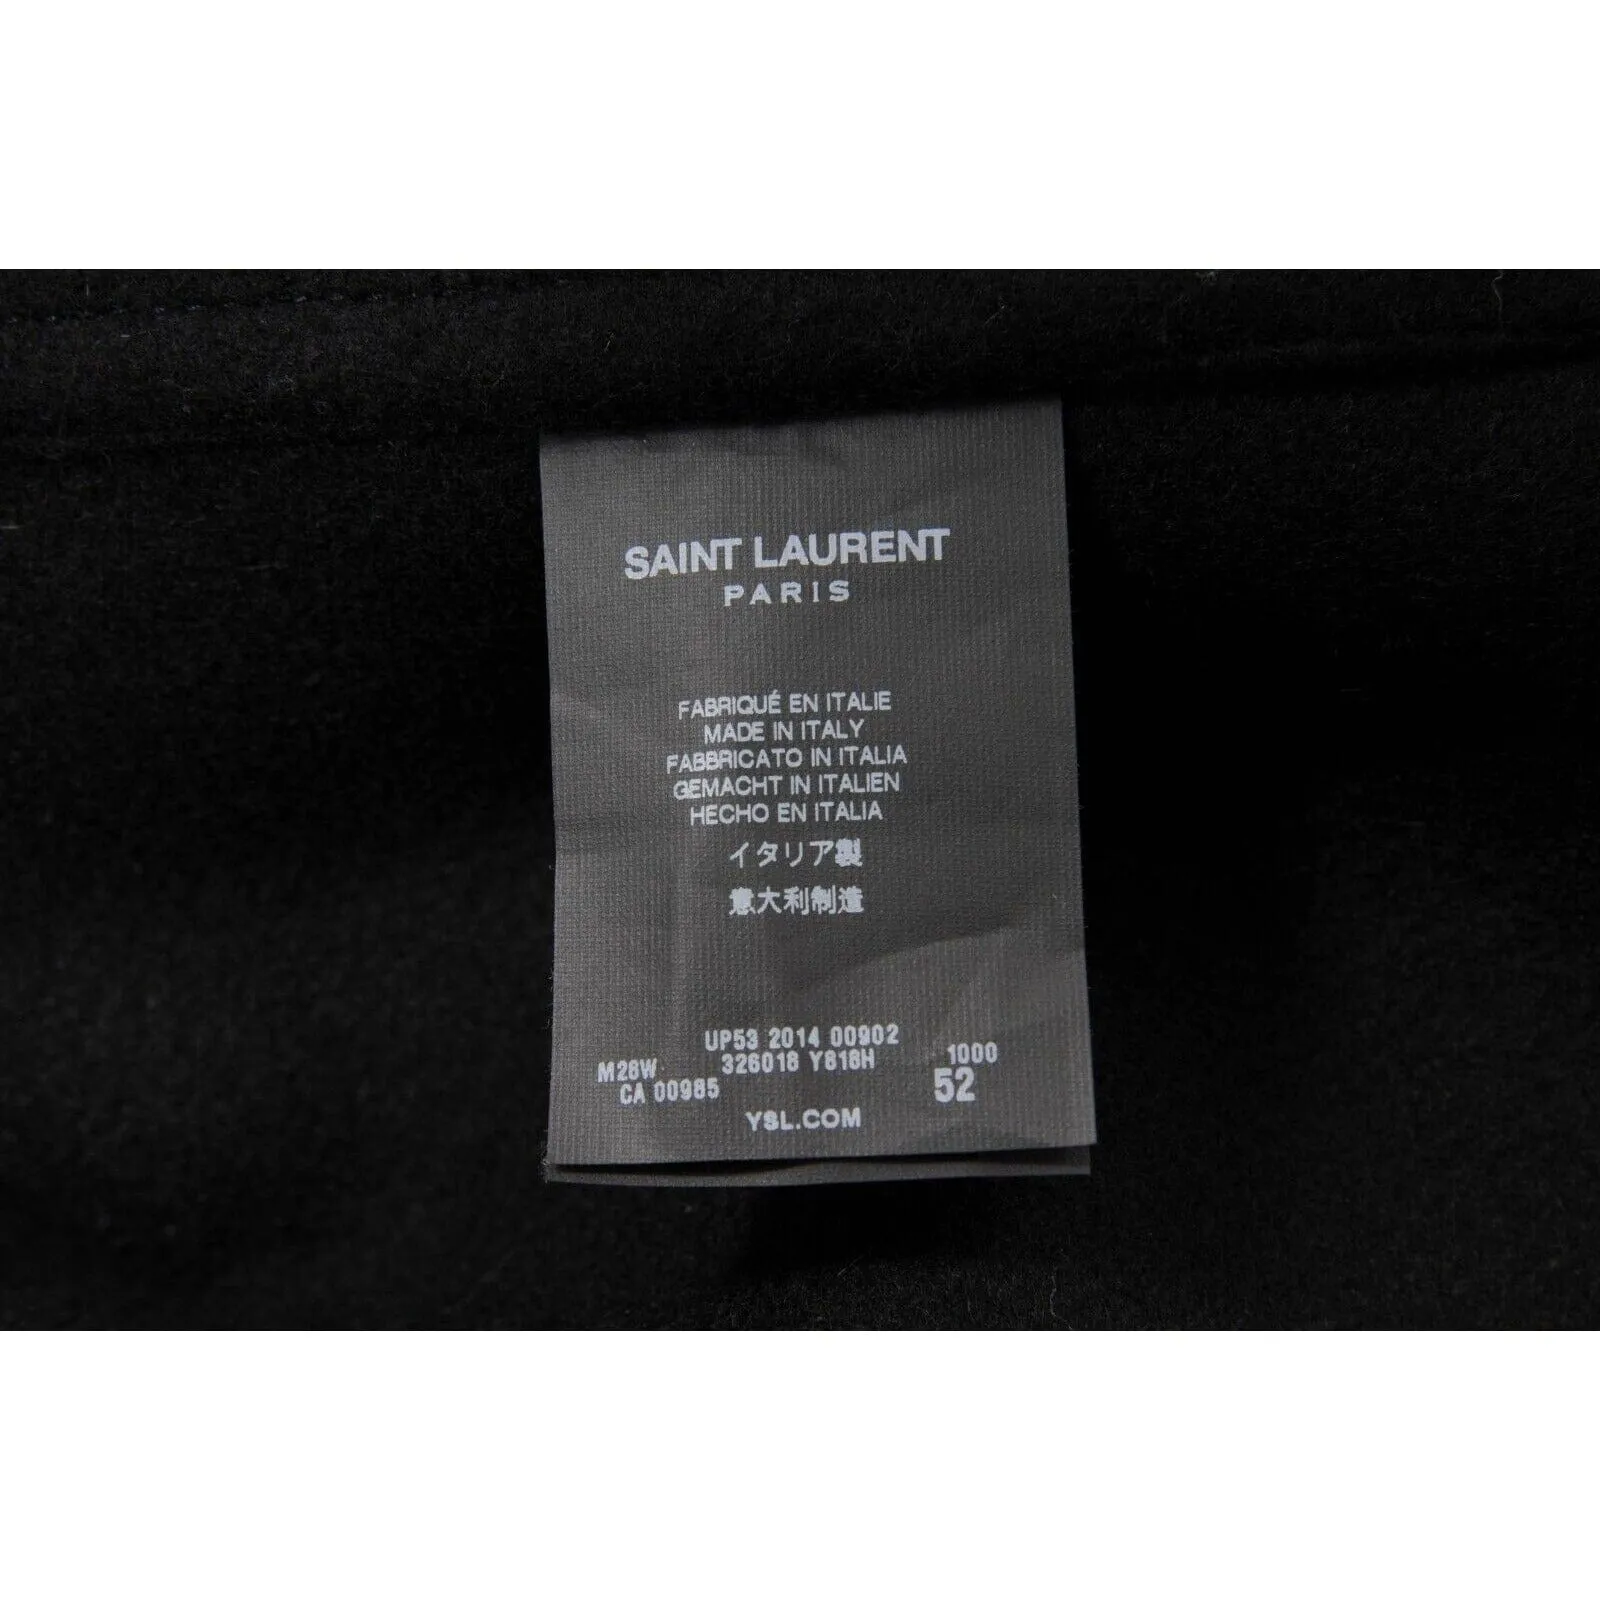 SAINT LAURENT
PARIS
FABRIQUÉ EN ITALIE
MADE IN ITALY
FABBRICATO IN ITALIA
GEMACHT IN ITALIEN
HECHO EN ITALIA
イタリア製
意大利制造
UP53 2014 00902
M26W 326018 Y818H 1000
CA 00985 52
YSL.COM